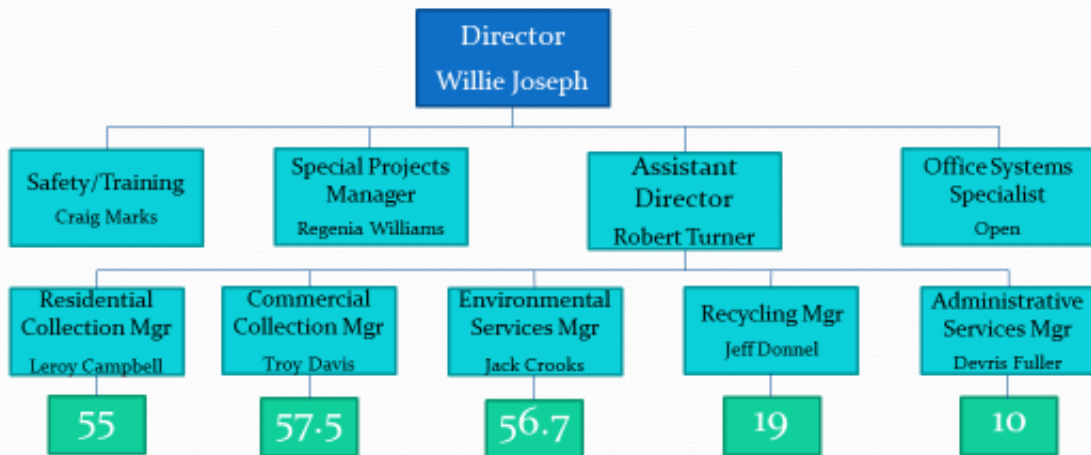 Director
Willie Joseph
Safety/Training
Craig Marks
Special Projects
Manager
Regenia Williams
Assistant
Director
Robert Turner
Office Systems
Specialist
Open
Residential
Collection Mgr
Leroy Campbell
Commercial
Collection Mgr
Troy Davis
Environmental
Services Mgr
Jack Crooks
Recycling Mgr
Jeff Donnel
Administrative
Services Mgr
Devris Fuller
55
57.5
56.7
19
10